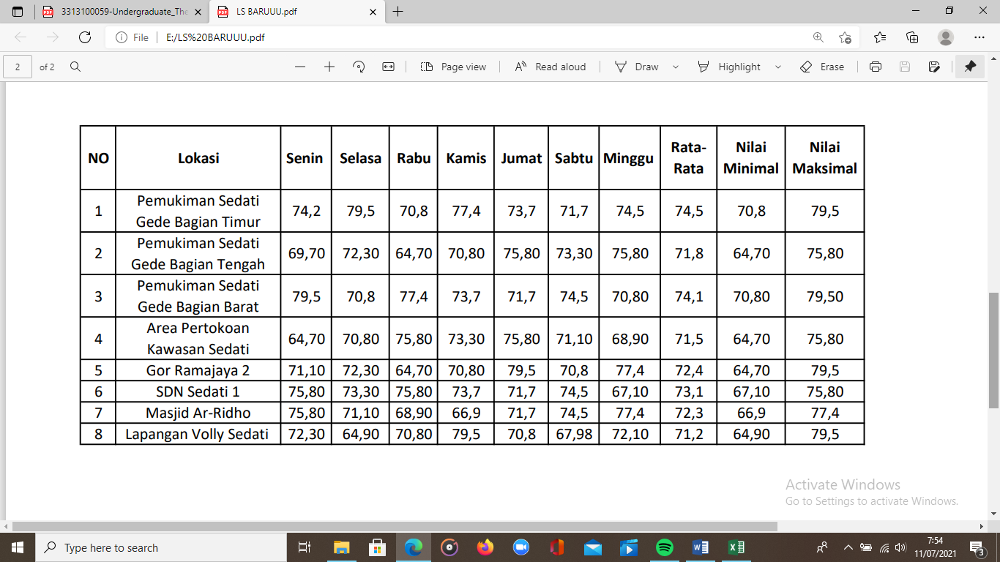 3313100059-Undergraduate_The
LS BARUUU.pdf
File
E:/LS%20BARUUU.pdf
2 of 2
Page view
Read aloud
Draw
Highlight
Erase
NO Lokasi Senin Selasa Rabu Kamis Jumat Sabtu Minggu Rata-Rata Nilai Minimal Nilai Maksimal
1 Pemukiman Sedati Gede Bagian Timur 74,2 79,5 70,8 77,4 73,7 71,7 74,5 74,5 70,8 79,5
2 Pemukiman Sedati Gede Bagian Tengah 69,70 72,30 64,70 70,80 75,80 73,30 75,80 71,8 64,70 75,80
3 Pemukiman Sedati Gede Bagian Barat 79,5 70,8 77,4 73,7 71,7 74,5 70,80 74,1 70,80 79,50
4 Area Pertokoan Kawasan Sedati 64,70 70,80 75,80 73,30 75,80 71,10 68,90 71,5 64,70 75,80
5 Gor Ramajaya 2 71,10 72,30 64,70 70,80 79,5 70,8 77,4 72,4 64,70 79,5
6 SDN Sedati 1 75,80 73,30 75,80 73,7 71,7 74,5 67,10 73,1 67,10 75,80
7 Masjid Ar-Ridho 75,80 71,10 68,90 66,9 71,7 74,5 77,4 72,3 66,9 77,4
8 Lapangan Volly Sedati 72,30 64,90 70,80 79,5 70,8 67,98 72,10 71,2 64,90 79,5
Activate Windows
Go to Settings to activate Windows.
Type here to search
7:54
11/07/2021
3